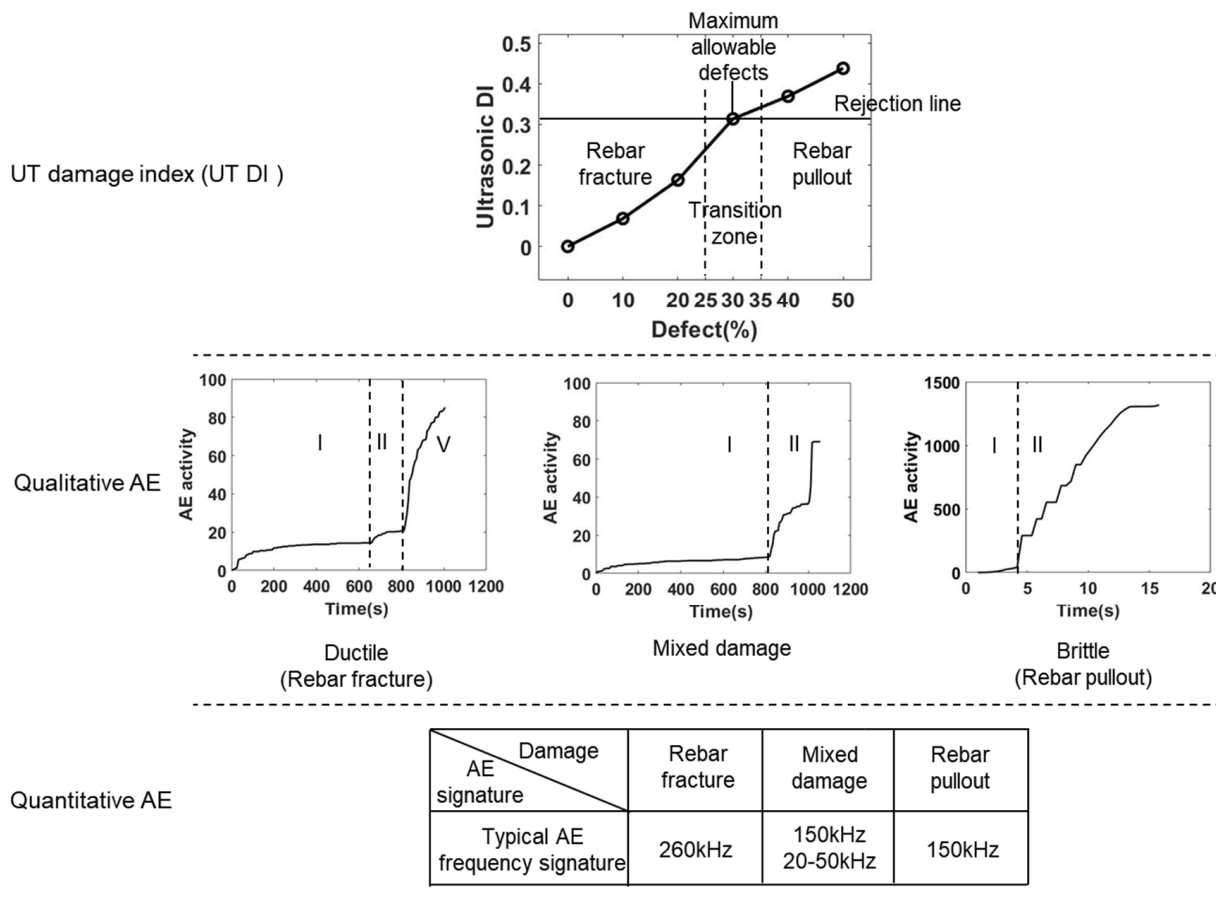 Maximum
allowable
defects
0.5
0.4
0.3
0.2
0.1
0
Ultrasonic DI
Rejection line
Rebar
fracture
Rebar
pullout
Transition
zone
0 10 20 25 30 35 40 50
Defect(%)
UT damage index (UT DI )
Qualitative AE
100
80
60
40
20
0
AE activity
I II V
0 200 400 600 800 1000 1200
Time(s)
Ductile
(Rebar fracture)
100
80
60
40
20
0
AE activity
I II
0 200 400 600 800 1000 1200
Time(s)
Mixed damage
1500
1000
500
0
AE activity
I II
0 5 10 15 20
Time(s)
Brittle
(Rebar pullout)
Quantitative AE
Damage
AE
signature
Rebar
fracture
Mixed
damage
Rebar
pullout
Typical AE
frequency signature
260kHz
150kHz
20-50kHz
150kHz